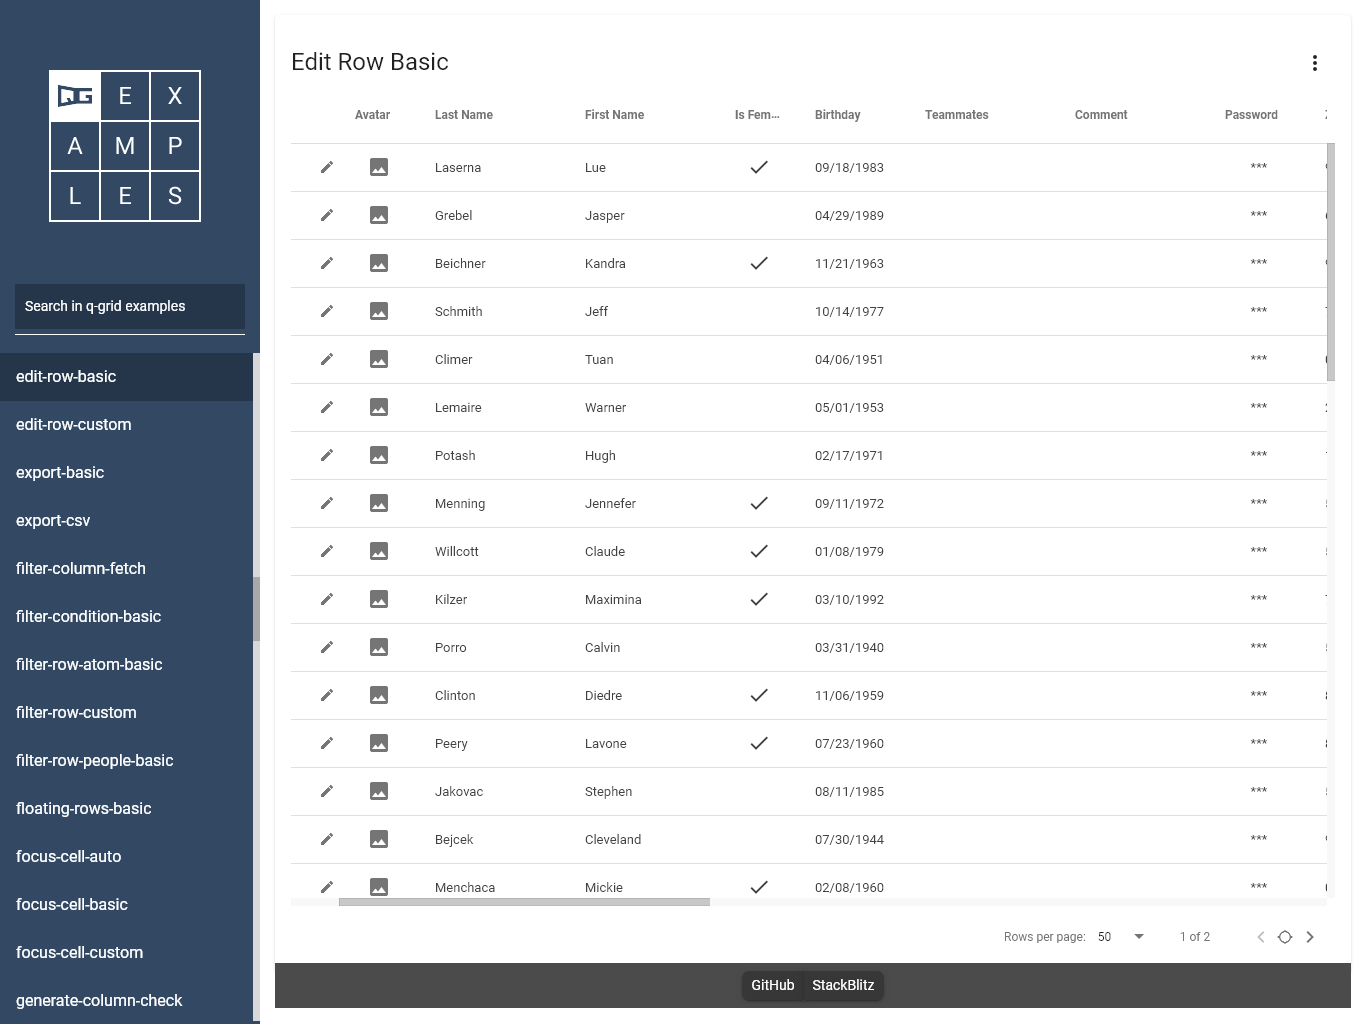 QG E X
A M P
L E S
Search in q-grid examples
edit-row-basic
edit-row-custom
export-basic
export-csv
filter-column-fetch
filter-condition-basic
filter-row-atom-basic
filter-row-custom
filter-row-people-basic
floating-rows-basic
focus-cell-auto
focus-cell-basic
focus-cell-custom
generate-column-check
Edit Row Basic
Avatar Last Name First Name Is Fem... Birthday Teammates Comment Password
Laserna Lue 09/18/1983 ***
Grebel Jasper 04/29/1989 ***
Beichner Kandra 11/21/1963 ***
Schmith Jeff 10/14/1977 ***
Climer Tuan 04/06/1951 ***
Lemaire Warner 05/01/1953 ***
Potash Hugh 02/17/1971 ***
Menning Jennefer 09/11/1972 ***
Willcott Claude 01/08/1979 ***
Kilzer Maximina 03/10/1992 ***
Porro Calvin 03/31/1940 ***
Clinton Diedre 11/06/1959 ***
Peery Lavone 07/23/1960 ***
Jakovac Stephen 08/11/1985 ***
Bejcek Cleveland 07/30/1944 ***
Menchaca Mickie 02/08/1960 ***
Rows per page: 50 1 of 2
GitHub StackBlitz